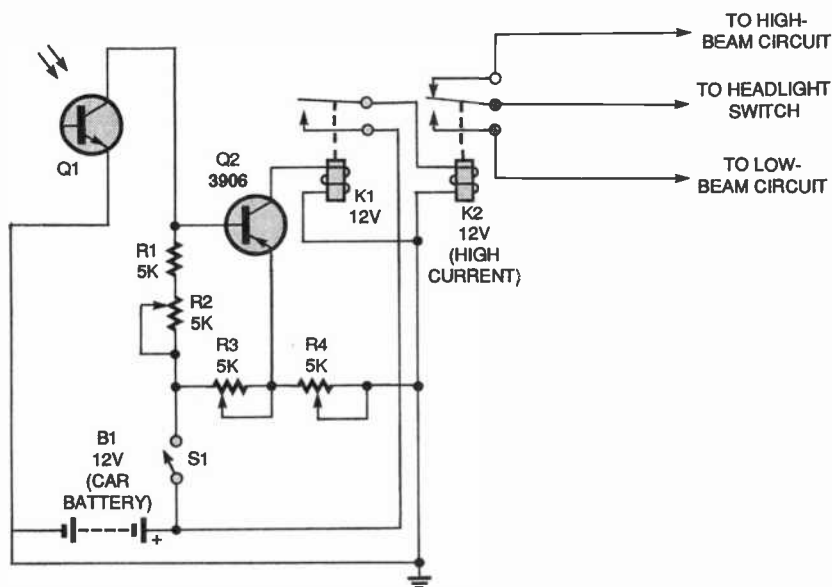 TO HIGH-
BEAM CIRCUIT
TO HEADLIGHT
SWITCH
TO LOW-
BEAM CIRCUIT
Q1
Q2
3906
K1
12V
K2
12V
(HIGH
CURRENT)
R1
5K
R2
5K
R3
5K
R4
5K
B1
12V
(CAR
BATTERY)
S1
+